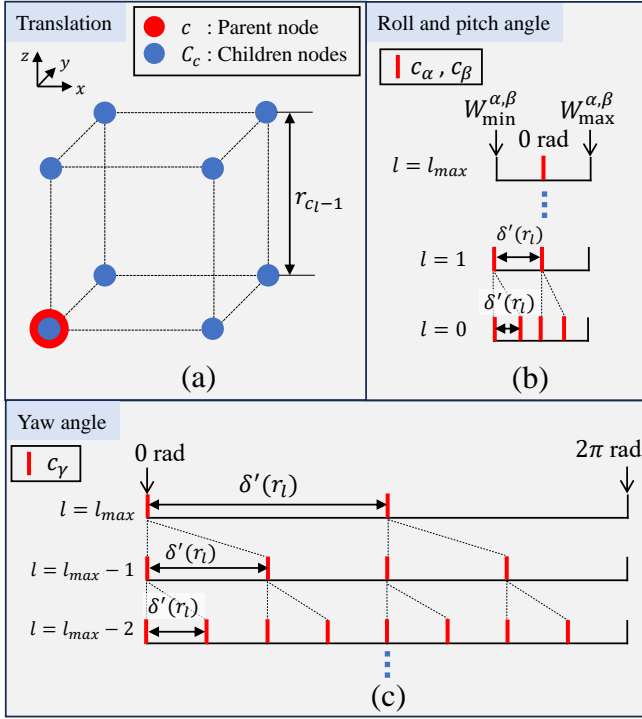 Translation
c : Parent node
C_c : Children nodes
z
y
x
r_{c_l−1}
(a)
Roll and pitch angle
c_α , c_β
W_min^{α,β} W_max^{α,β}
0 rad
l = l_max
δ′(r_l)
l = 1
δ′(r_l)
l = 0
(b)
Yaw angle
c_γ
0 rad
2π rad
δ′(r_l)
l = l_max
δ′(r_l)
l = l_max − 1
δ′(r_l)
l = l_max − 2
(c)